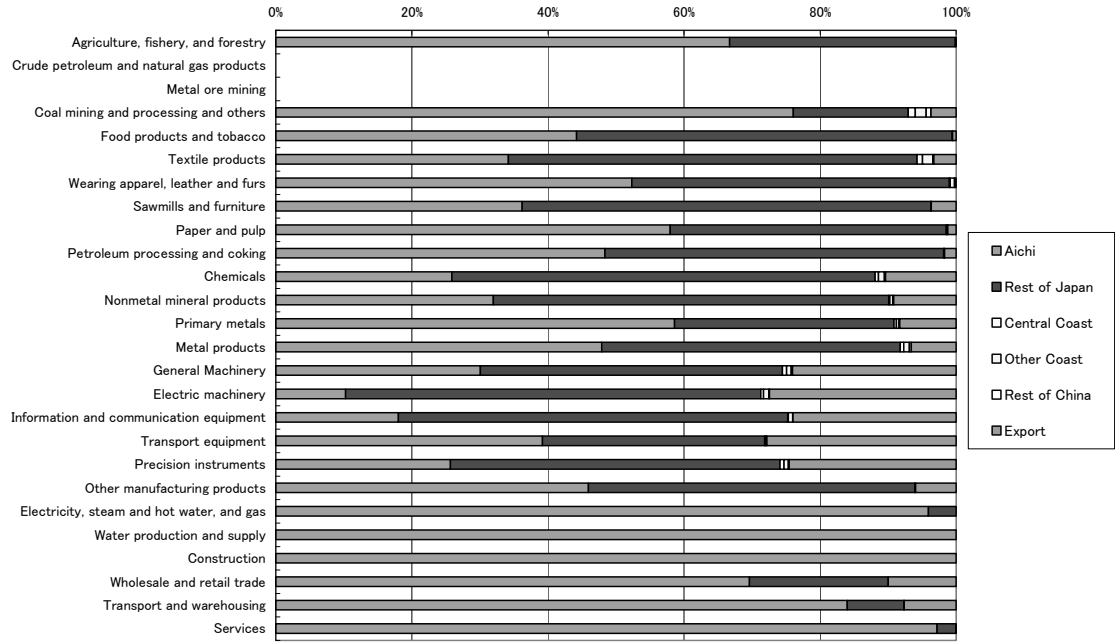 0% 20% 40% 60% 80% 100%
Agriculture, fishery, and forestry
Crude petroleum and natural gas products
Metal ore mining
Coal mining and processing and others
Food products and tobacco
Textile products
Wearing apparel, leather and furs
Sawmills and furniture
Paper and pulp
Petroleum processing and coking
Chemicals
Nonmetal mineral products
Primary metals
Metal products
General Machinery
Electric machinery
Information and communication equipment
Transport equipment
Precision instruments
Other manufacturing products
Electricity, steam and hot water, and gas
Water production and supply
Construction
Wholesale and retail trade
Transport and warehousing
Services
Aichi
Rest of Japan
Central Coast
Other Coast
Rest of China
Export